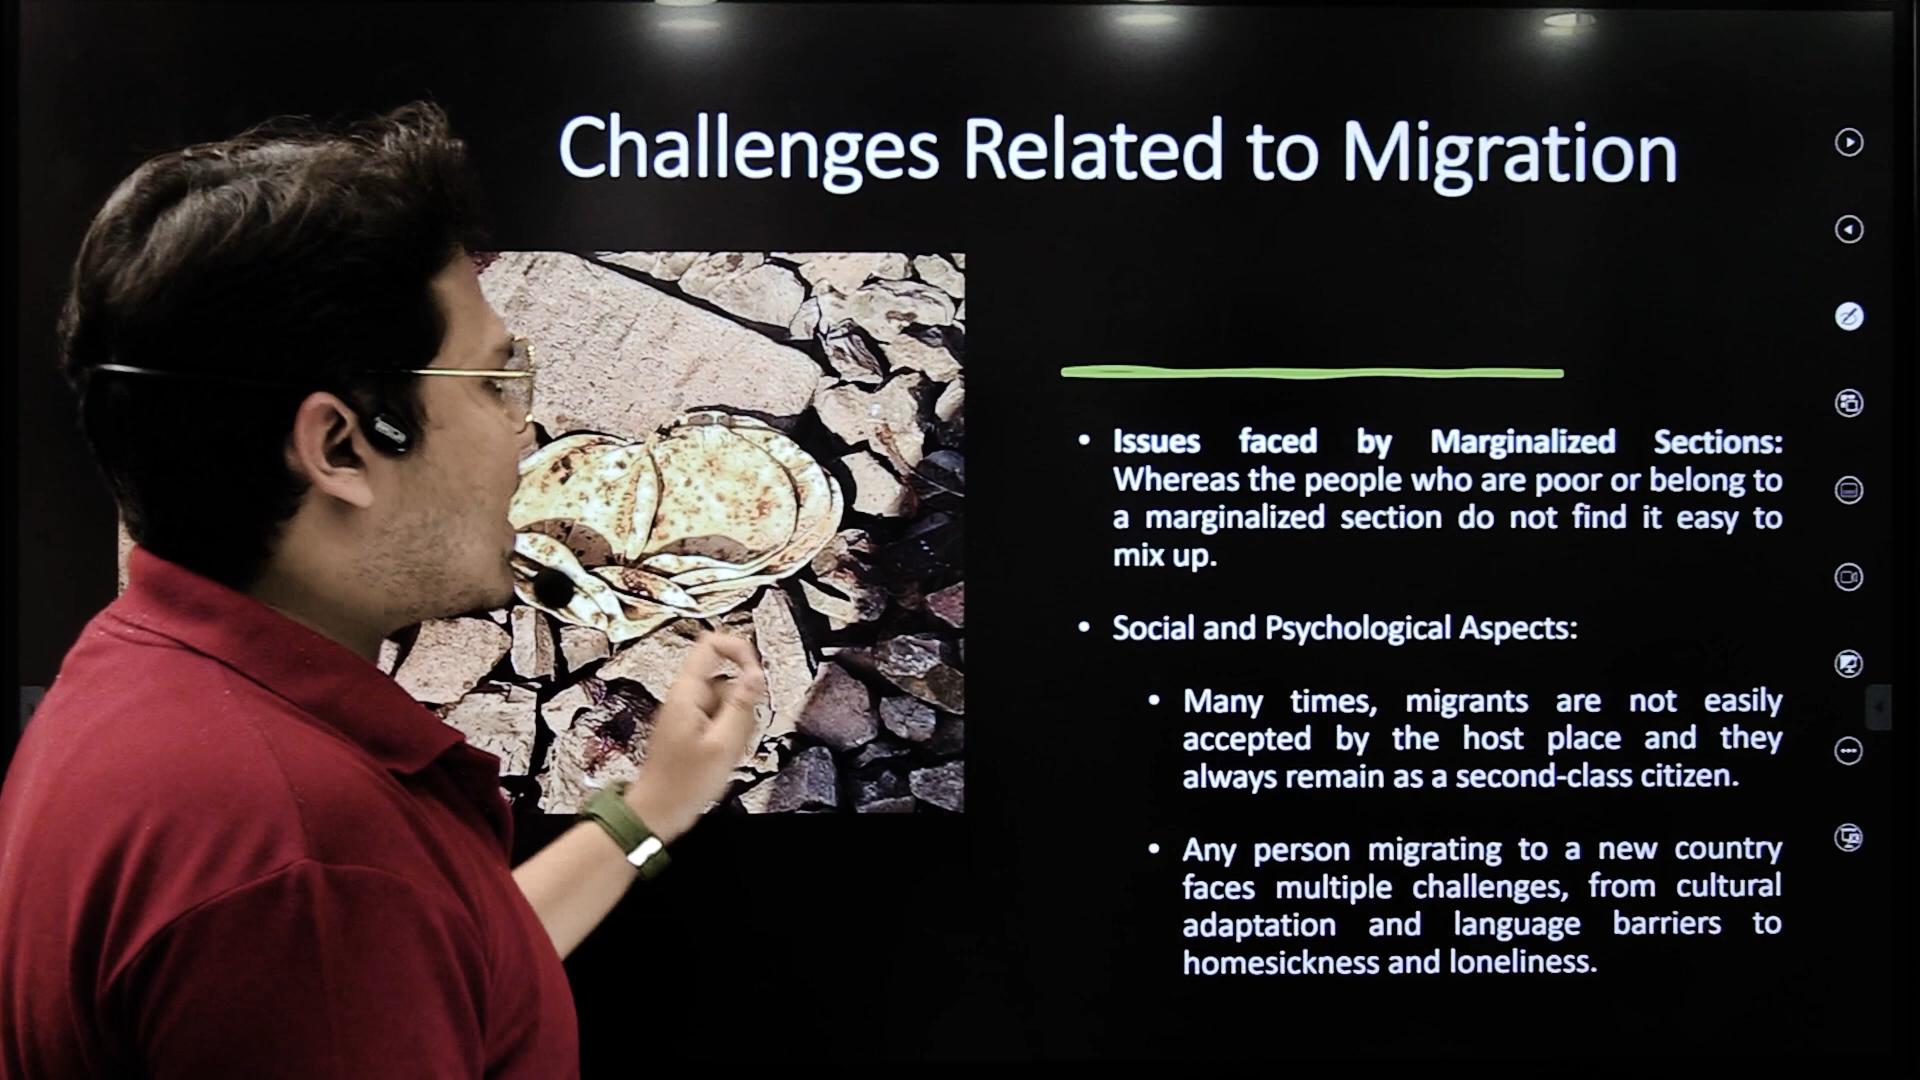 Challenges Related to Migration
• Issues faced by Marginalized Sections:
Whereas the people who are poor or belong to
a marginalized section do not find it easy to
mix up.
• Social and Psychological Aspects:
• Many times, migrants are not easily
accepted by the host place and they
always remain as a second-class citizen.
• Any person migrating to a new country
faces multiple challenges, from cultural
adaptation and language barriers to
homesickness and loneliness.